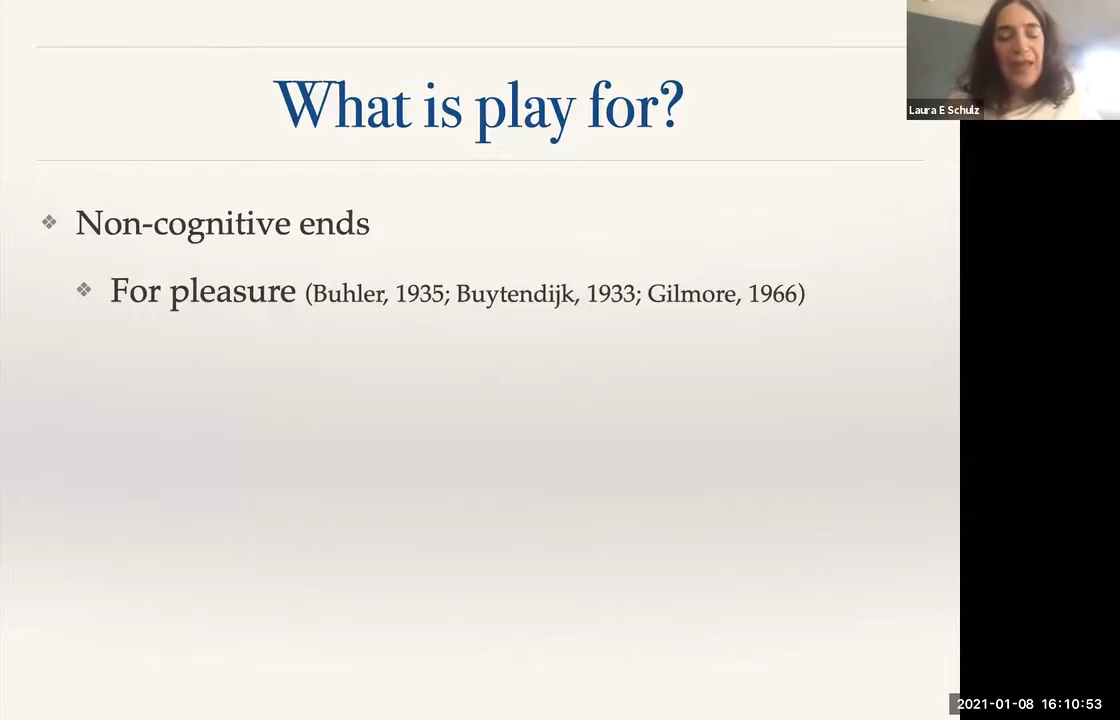 What is play for?
Laura E Schulz
Non-cognitive ends
For pleasure (Buhler, 1935; Buytendijk, 1933; Gilmore, 1966)
2021-01-08 16:10:53